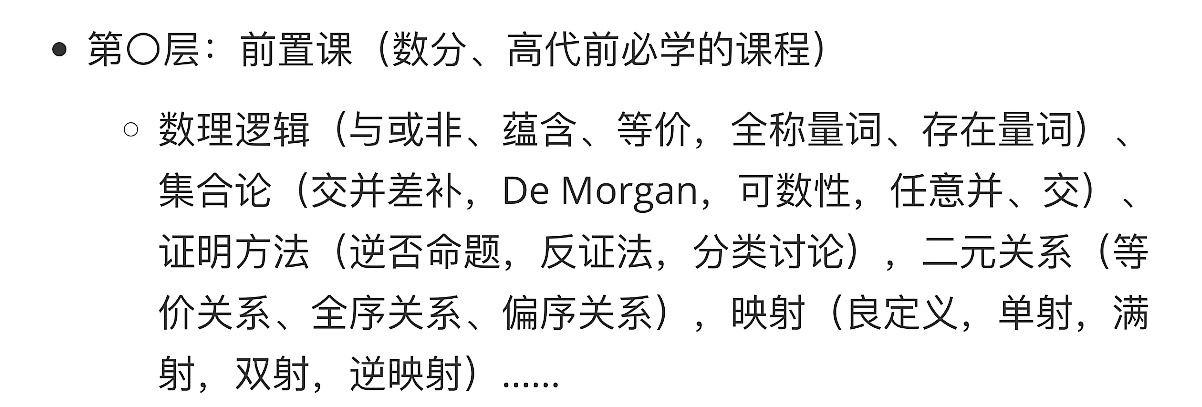 • 第〇层：前置课（数分、高代前必学的课程）
◦ 数理逻辑（与或非、蕴含、等价，全称量词、存在量词）、
集合论（交并差补，De Morgan，可数性，任意并、交）、
证明方法（逆否命题，反证法，分类讨论），二元关系（等
价关系、全序关系、偏序关系），映射（良定义，单射，满
射，双射，逆映射）……